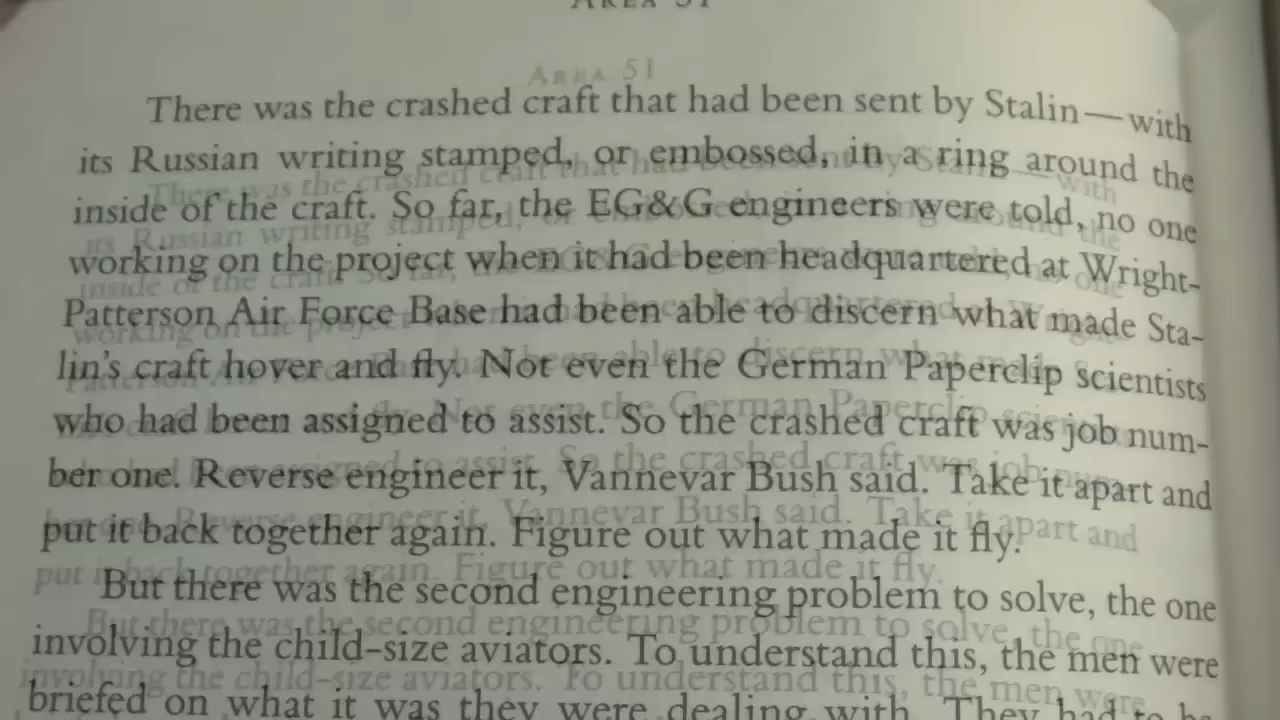 AREA 51
There was the crashed craft that had been sent by Stalin—with
its Russian writing stamped, or embossed, in a ring around the
inside of the craft. So far, the EG&G engineers were told, no one
working on the project when it had been headquartered at Wright-
Patterson Air Force Base had been able to discern what made Sta-
lin's craft hover and fly. Not even the German Paperclip scientists
who had been assigned to assist. So the crashed craft was job num-
ber one. Reverse engineer it, Vannevar Bush said. Take it apart and
put it back together again. Figure out what made it fly.
But there was the second engineering problem to solve, the one
involving the child-size aviators. To understand this, the men were
briefed on what it was they were dealing with. They had to be